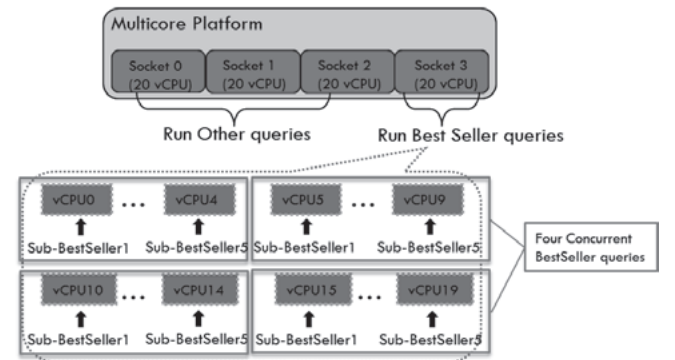 Multicore Platform
Socket 0 Socket 1 Socket 2 Socket 3
(20 vCPU) (20 vCPU) (20 vCPU) (20 vCPU)
Run Other queries Run Best Seller queries
vCPU0 ... vCPU4 vCPU5 ... vCPU9
Sub-BestSeller1 Sub-BestSeller5 Sub-BestSeller1 Sub-BestSeller5
Four Concurrent
BestSeller queries
vCPU10 ... vCPU14 vCPU15 ... vCPU19
Sub-BestSeller1 Sub-BestSeller5 Sub-BestSeller1 Sub-BestSeller5